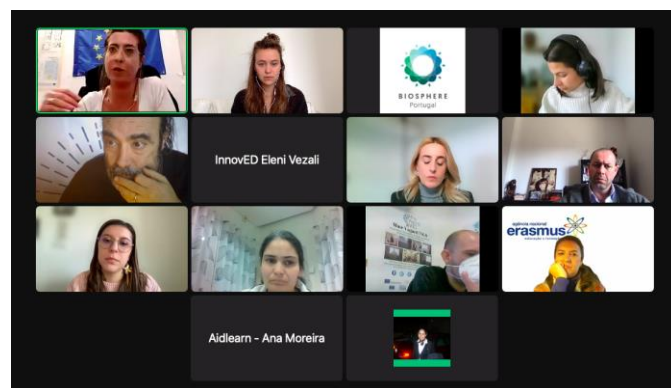 BIOSPHERE
Portugal
InnovED Eleni Vezali
agência nacional
erasmus
Aidlearn - Ana Moreira